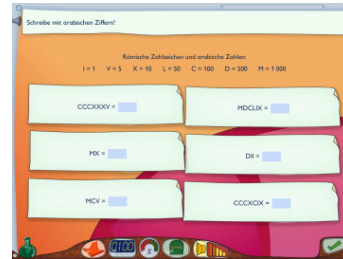 Schreibe mit arabischen Ziffern!
Römische Zahlzeichen und arabische Zahlen:
I = 1 V = 5 X = 10 L = 50 C = 100 D = 500 M = 1 000
CCCXXXV =
MDCLIX =
MX =
DII =
MCV =
CCCXCIX =
0100